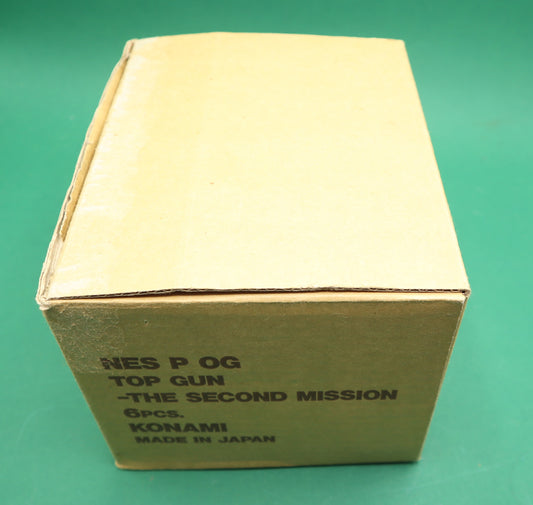 NES P OG
TOP GUN
-THE SECOND MISSION
6PCS.
KONAMI
MADE IN JAPAN